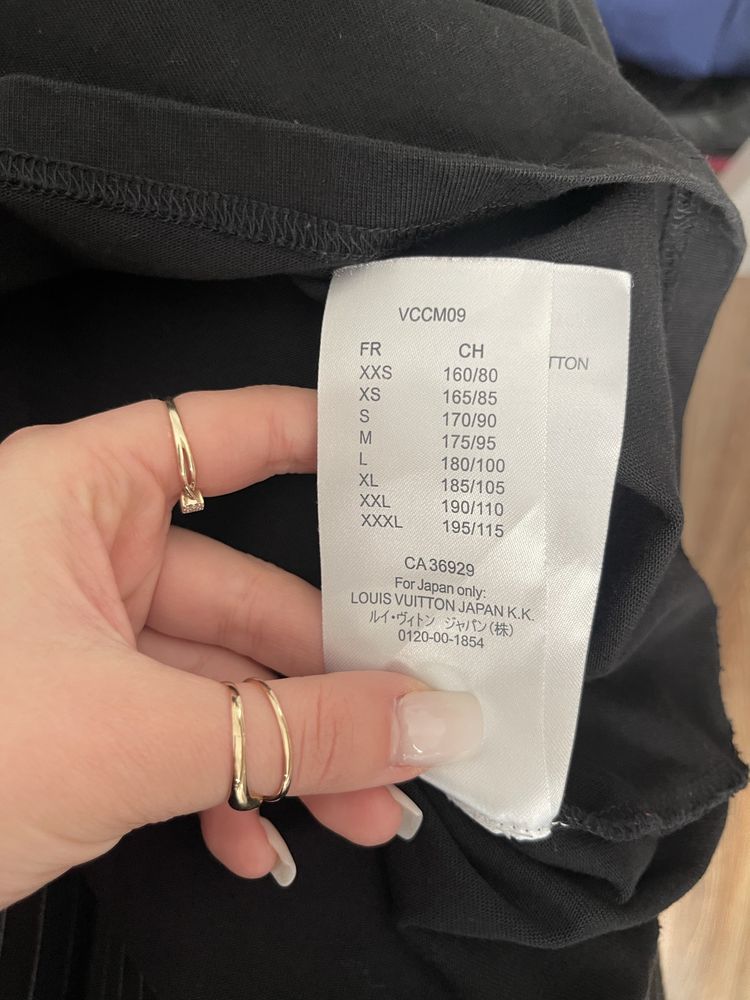 VCCM09
FR CH
XXS 160/80
XS 165/85
S 170/90
M 175/95
L 180/100
XL 185/105
XXL 190/110
XXXL 195/115
CA 36929
For Japan only:
LOUIS VUITTON JAPAN K.K.
ルイ・ヴィトン ジャパン(株)
0120-00-1854
TTON